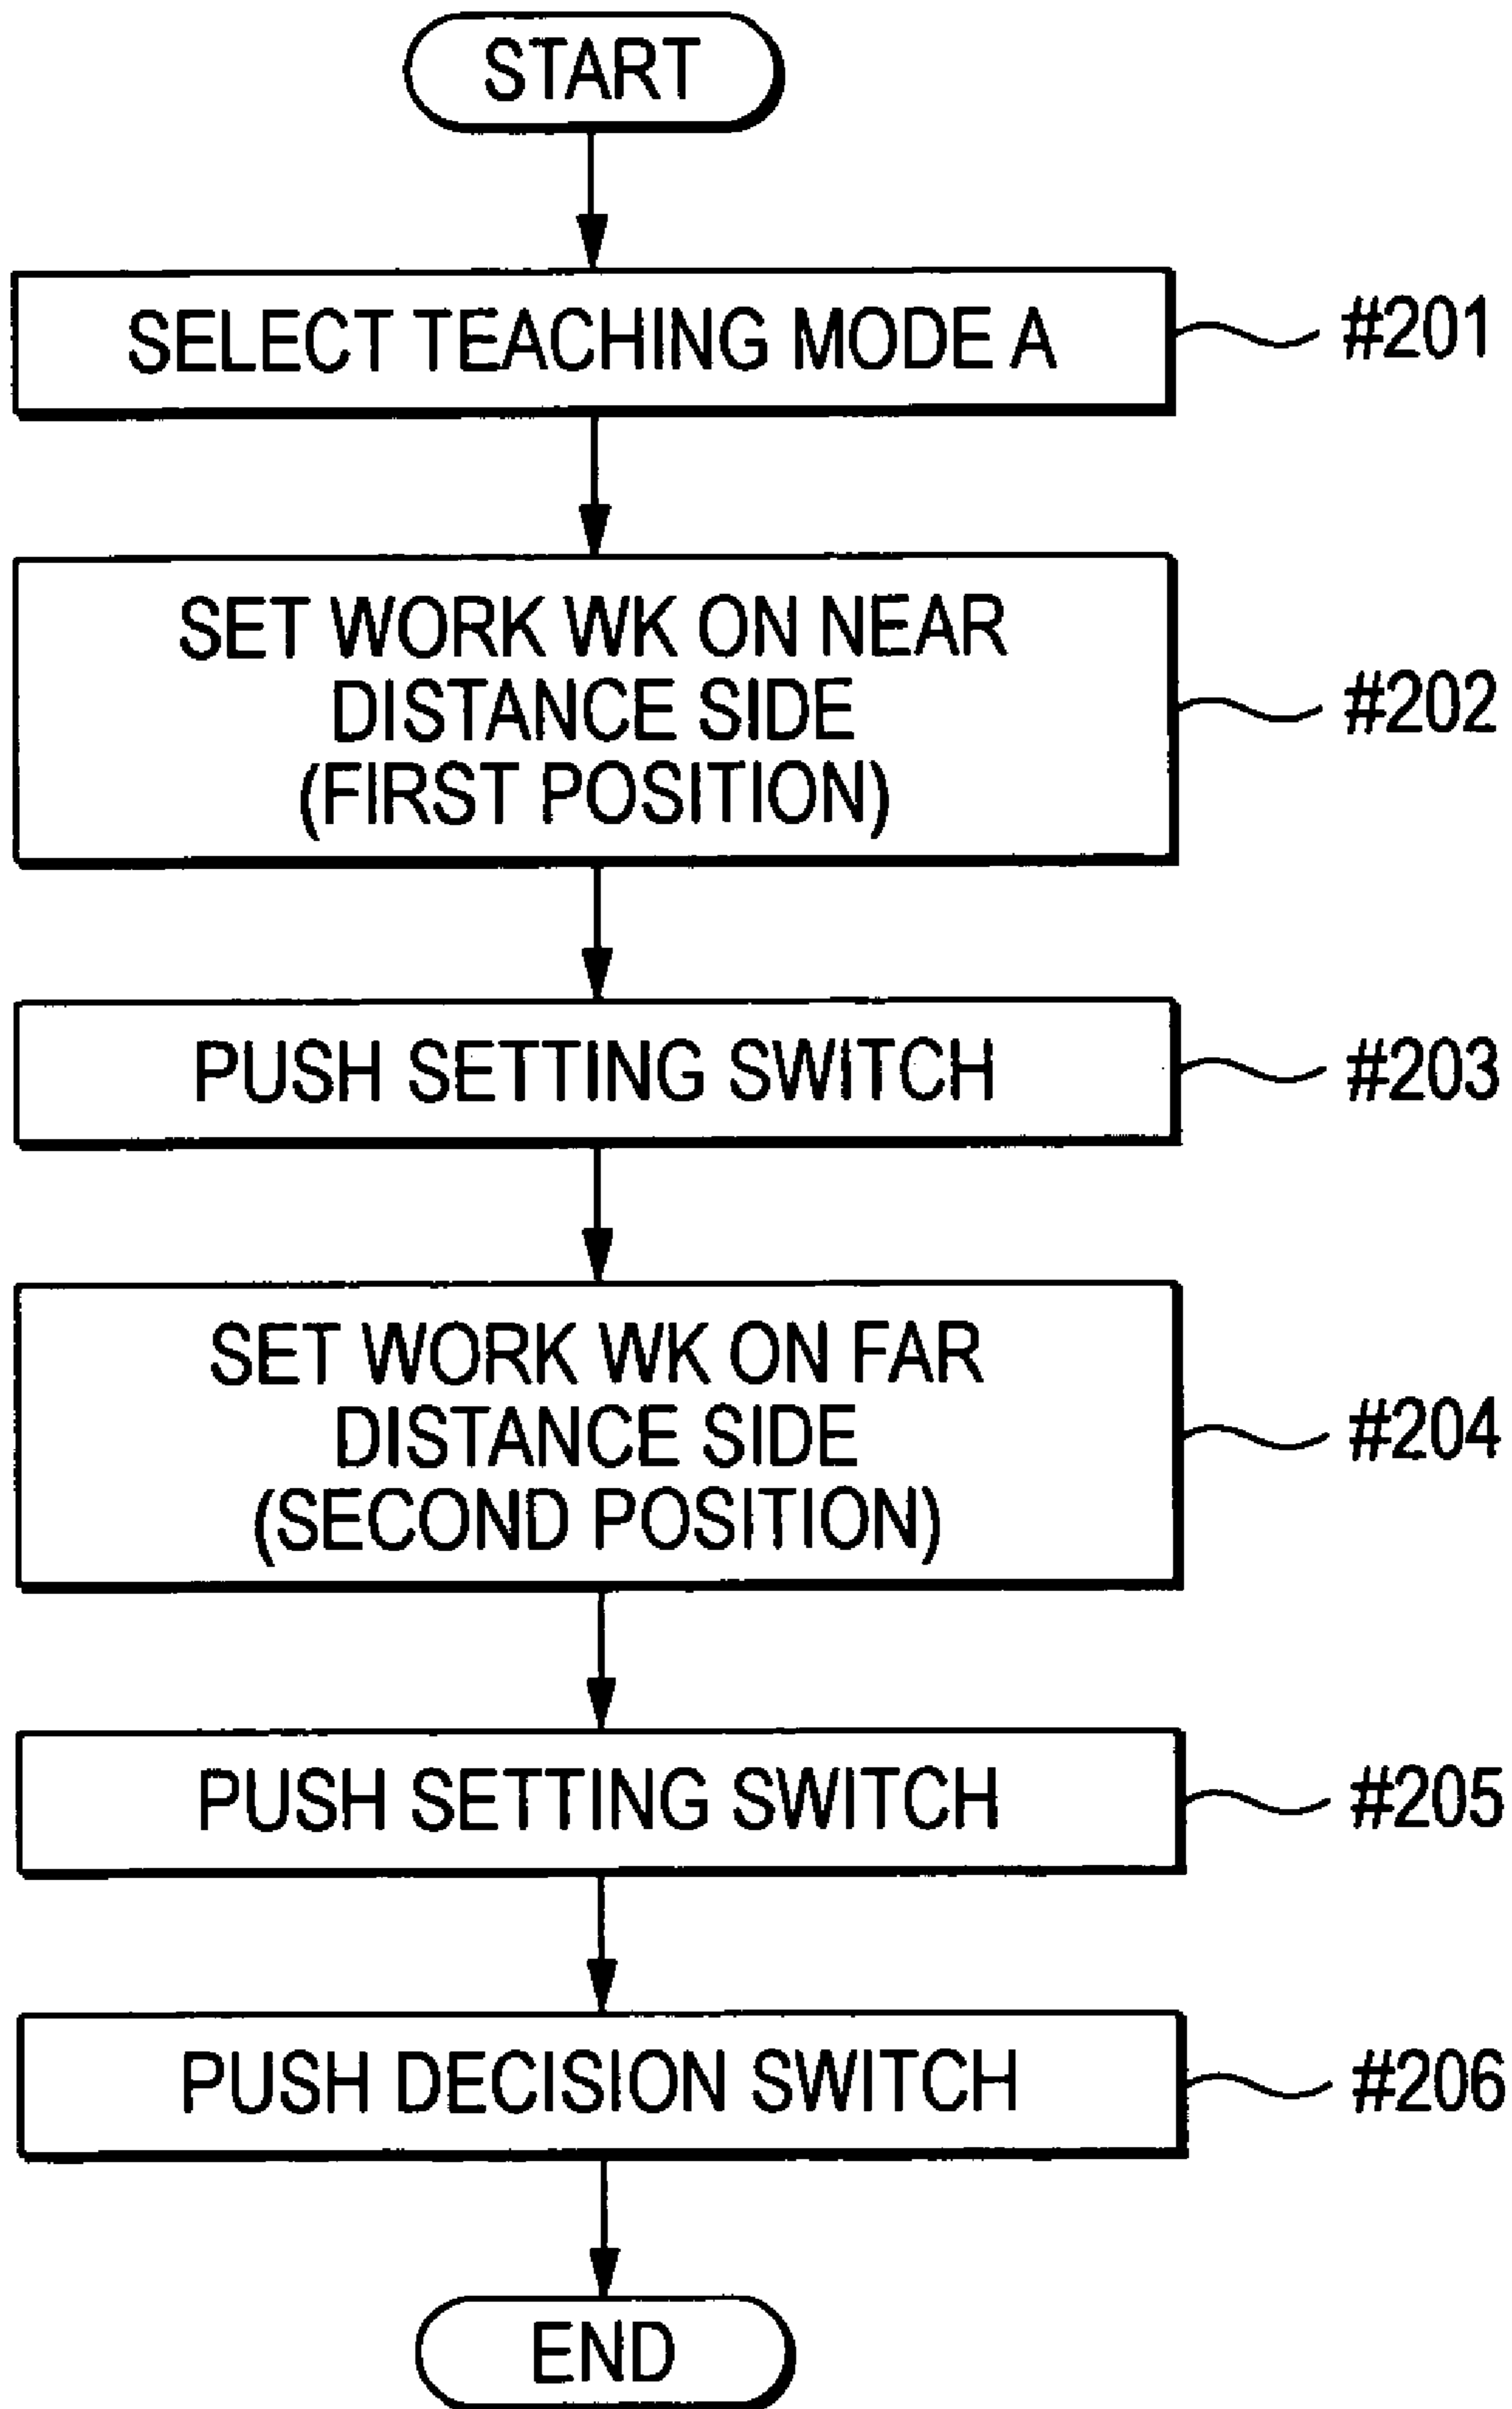 START
SELECT TEACHING MODE A
#201
SET WORK WK ON NEAR
DISTANCE SIDE
(FIRST POSITION)
#202
PUSH SETTING SWITCH
#203
SET WORK WK ON FAR
DISTANCE SIDE
(SECOND POSITION)
#204
PUSH SETTING SWITCH
#205
PUSH DECISION SWITCH
#206
END